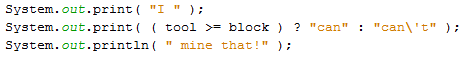 System.out.print( "I " );
System.out.print( ( tool >= block ) ? "can" : "can\'t" );
System.out.println( " mine that!" );